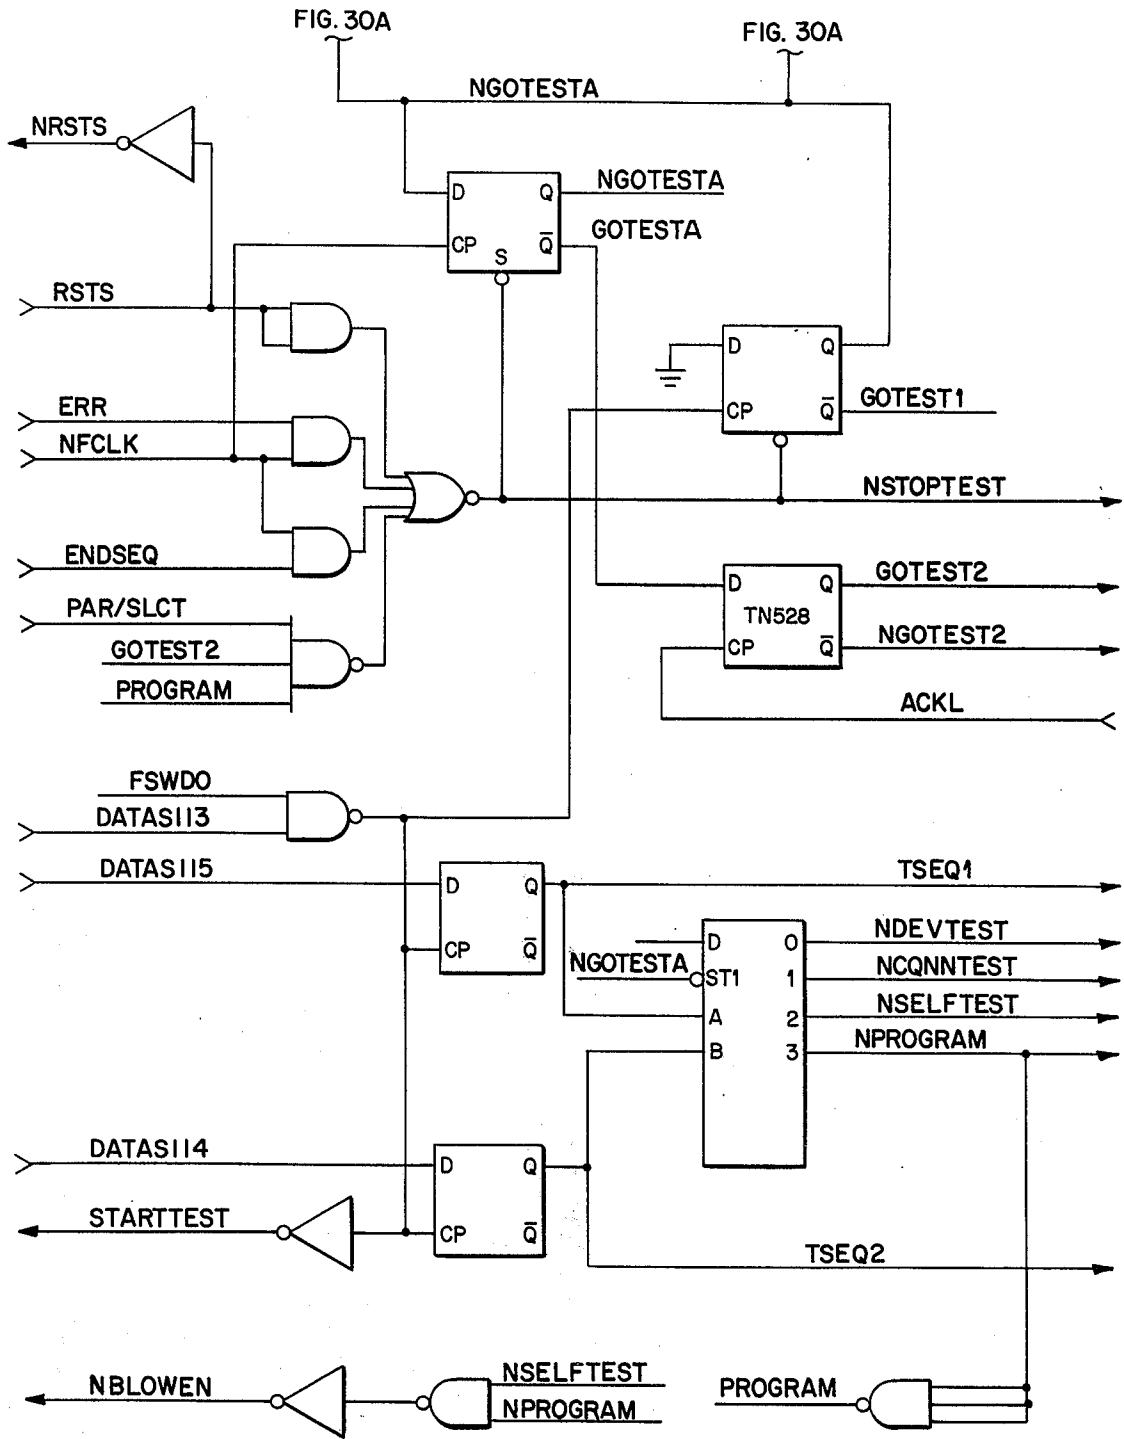 FIG. 30A
FIG. 30A
NGOTESTA
NRSTS
D Q NGOTESTA
GOTESTA
CP Q̅
S
RSTS
D Q
ERR
CP Q̅ GOTEST1
NFCLK
NSTOPTEST
ENDSEQ
D Q GOTEST2
PAR/SLCT
TN528
GOTEST2
CP Q̅ NGOTEST2
PROGRAM
ACKL
FSWDO
DATAS113
DATAS115
D Q TSEQ1
CP Q̅
D 0 NDEVTEST
NGOTESTA ST1 1 NCQNNTEST
A 2 NSELFTEST
B 3 NPROGRAM
DATAS114
D Q
STARTTEST
CP Q̅
TSEQ2
NBLOWEN
NSELFTEST
NPROGRAM
PROGRAM